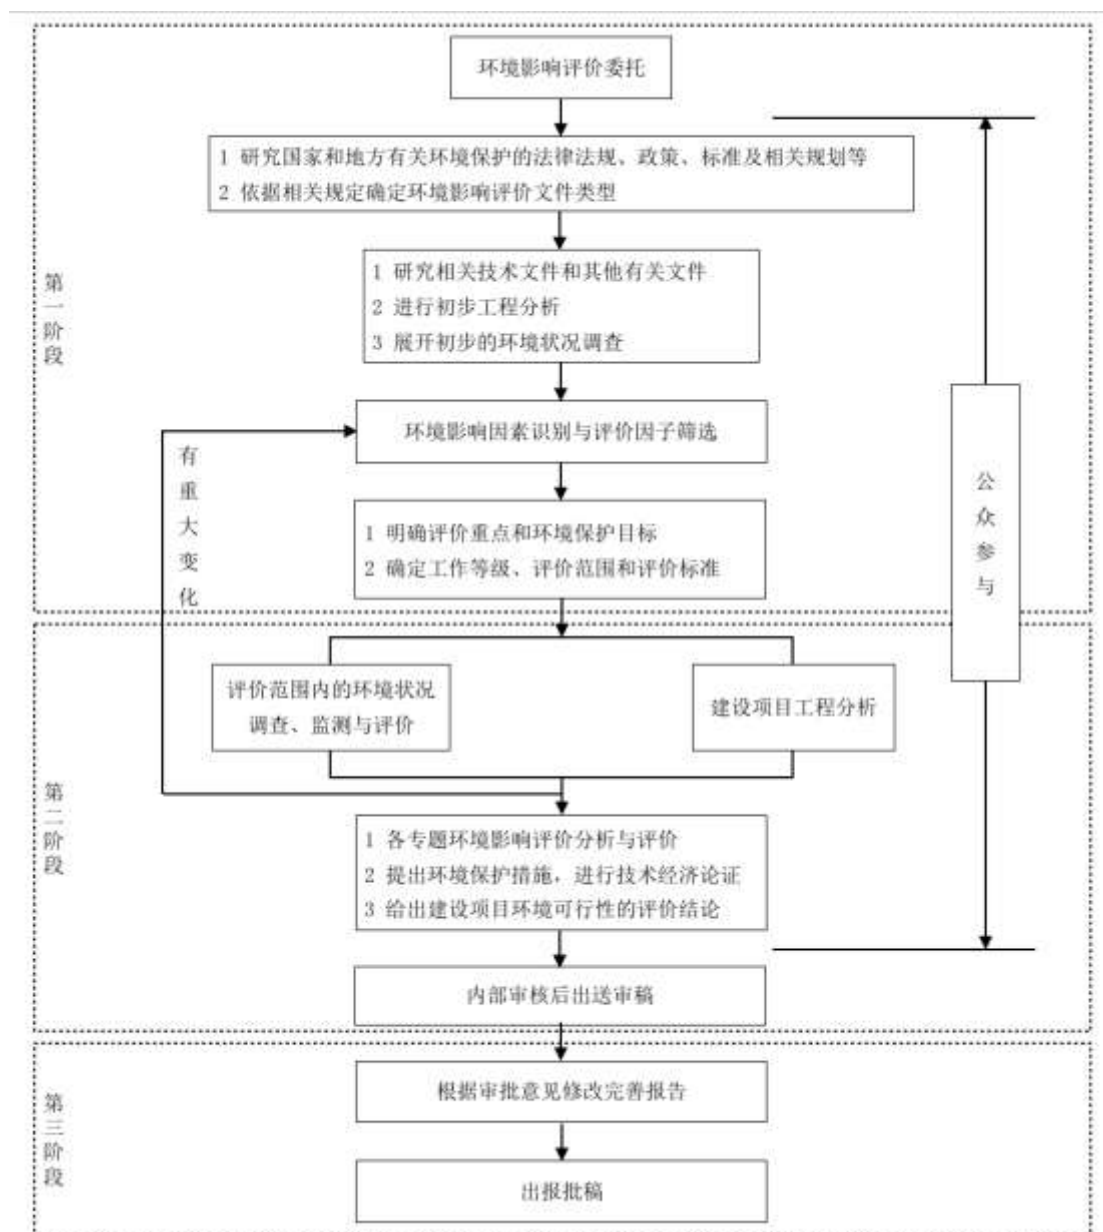 环境影响评价委托
1 研究国家和地方有关环境保护的法律法规、政策、标准及相关规划等
2 依据相关规定确定环境影响评价文件类型
第一阶段
1 研究相关技术文件和其他有关文件
2 进行初步工程分析
3 展开初步的环境状况调查
环境影响因素识别与评价因子筛选
有重大变化
公众参与
1 明确评价重点和环境保护目标
2 确定工作等级、评价范围和评价标准
评价范围内的环境状况
调查、监测与评价
建设项目工程分析
第二阶段
1 各专题环境影响评价分析与评价
2 提出环境保护措施，进行技术经济论证
3 给出建设项目环境可行性的评价结论
内部审核后出送审稿
第三阶段
根据审批意见修改完善报告
出报批稿